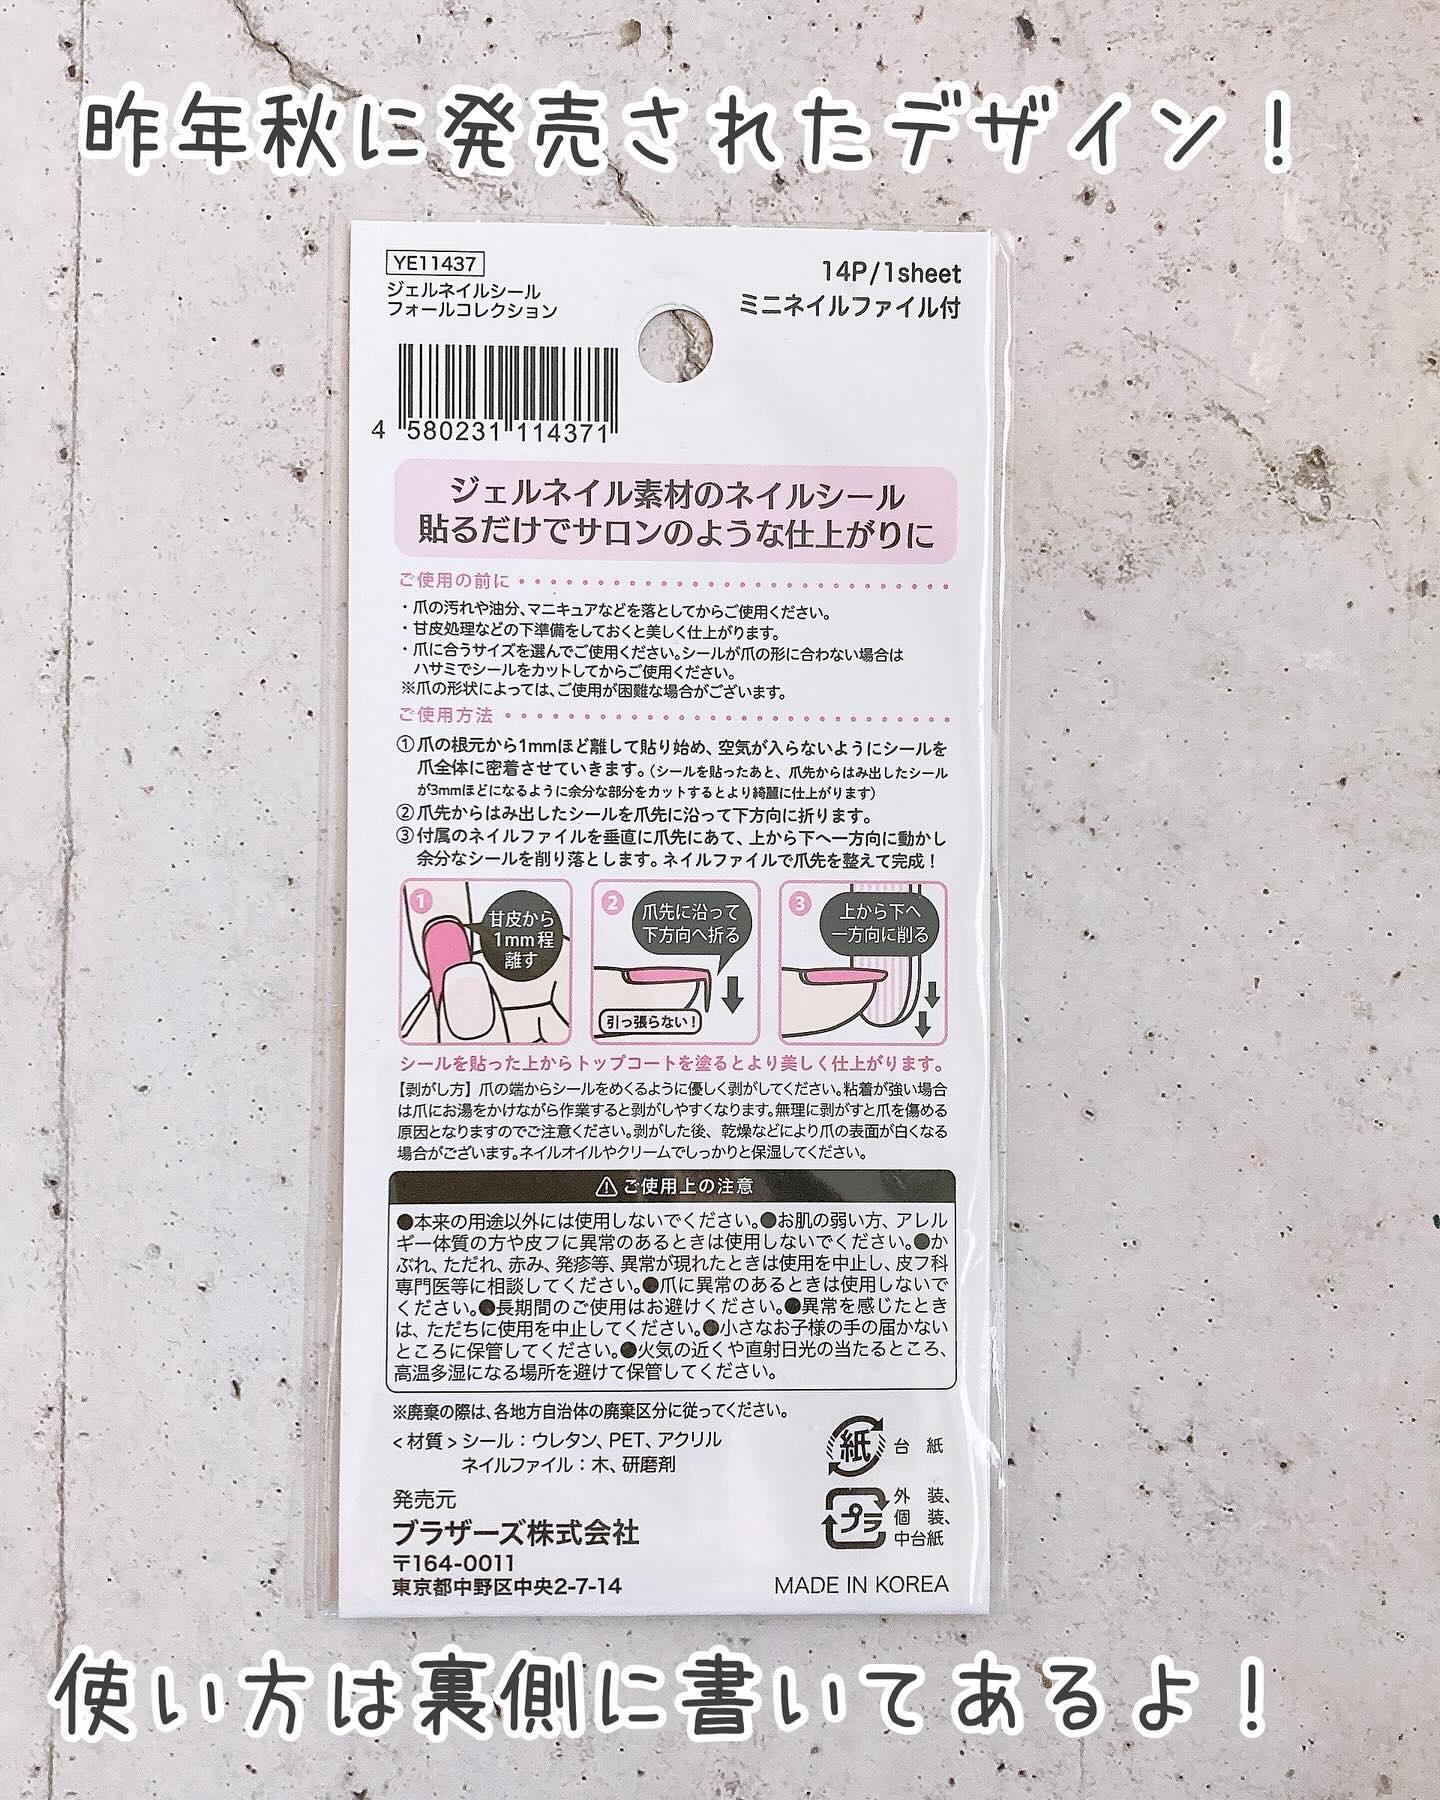 昨年秋に発売されたデザイン！
YE11437
ジェルネイルシール
フォールコレクション
14P/1sheet
ミニネイルファイル付
4 580231 114371
ジェルネイル素材のネイルシール
貼るだけでサロンのような仕上がりに
ご使用の前に
・爪の汚れや油分、マニキュアなどを落としてからご使用ください。
・甘皮処理などの下準備をしておくと美しく仕上がります。
・爪に合うサイズを選んでご使用ください。シールが爪の形に合わない場合は
ハサミでシールをカットしてからご使用ください。
※爪の形状によっては、ご使用が困難な場合がございます。
ご使用方法
①爪の根元から1mmほど離して貼り始め、空気が入らないようにシールを
爪全体に密着させていきます。（シールを貼ったあと、爪先からはみ出したシール
が3mmほどになるように余分な部分をカットするとより綺麗に仕上がります）
②爪先からはみ出したシールを爪先に沿って下方向に折ります。
③付属のネイルファイルを垂直に爪先にあて、上から下へ一方向に動かし
余分なシールを削り落とします。ネイルファイルで爪先を整えて完成！
1
甘皮から
1mm程
離す
2
爪先に沿って
下方向へ折る
引っ張らない！
3
上から下へ
一方向に削る
シールを貼った上からトップコートを塗るとより美しく仕上がります。
【剥がし方】爪の端からシールをめくるように優しく剥がしてください。粘着が強い場合
は爪にお湯をかけながら作業すると剥がしやすくなります。無理に剥がすと爪を傷める
原因となりますのでご注意ください。剥がした後、乾燥などにより爪の表面が白くなる
場合がございます。ネイルオイルやクリームでしっかりと保湿してください。
⚠ご使用上の注意
●本来の用途以外には使用しないでください。●お肌の弱い方、アレル
ギー体質の方や皮フに異常のあるときは使用しないでください。●か
ぶれ、ただれ、赤み、発疹等、異常が現れたときは使用を中止し、皮フ科
専門医等に相談してください。●爪に異常のあるときは使用しないで
ください。●長期間のご使用はお避けください。●異常を感じたとき
は、ただちに使用を中止してください。●小さなお子様の手の届かない
ところに保管してください。●火気の近くや直射日光の当たるところ、
高温多湿になる場所を避けて保管してください。
※廃棄の際は、各地方自治体の廃棄区分に従ってください。
<材質>シール：ウレタン、PET、アクリル
ネイルファイル：木、研磨剤
紙 台紙
プラ 外装、
個装、
中台紙
発売元
ブラザーズ株式会社
〒164-0011
東京都中野区中央2-7-14
MADE IN KOREA
使い方は裏側に書いてあるよ！